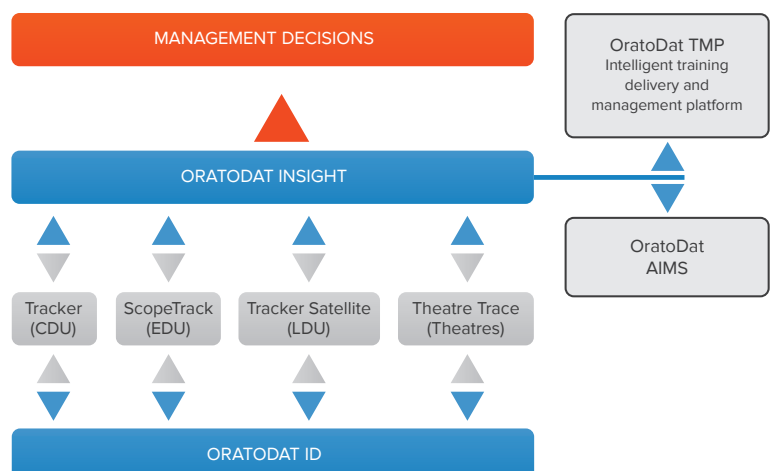 MANAGEMENT DECISIONS
OratoDat TMP
Intelligent training
delivery and
management platform
ORATODAT INSIGHT
OratoDat
AIMS
Tracker
(CDU)
ScopeTrack
(EDU)
Tracker Satellite
(LDU)
Theatre Trace
(Theatres)
ORATODAT ID